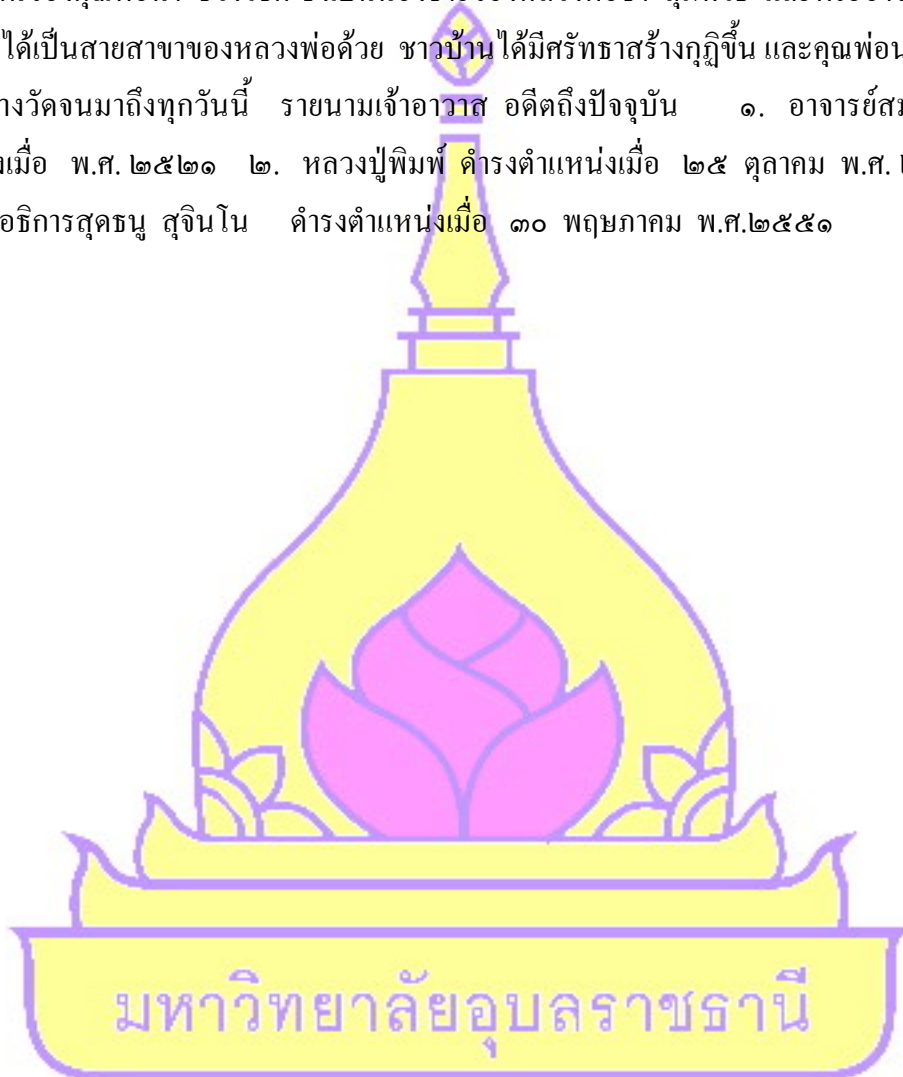 ได้เป็นสายสาขาของหลวงพ่อด้วย ชาวบ้านได้มีศรัทธาสร้างกุฏิขึ้น และคุณพ่อน
างวัดจนมาถึงทุกวันนี้ รายนามเจ้าอาวาส อดีตถึงปัจจุบัน ๑. อาจารย์สม
งเมื่อ พ.ศ. ๒๕๒๑ ๒. หลวงปู่พิมพ์ ดำรงตำแหน่งเมื่อ ๒๕ ตุลาคม พ.ศ.
อธิการสุดธนู สุจินโน ดำรงตำแหน่งเมื่อ ๓๐ พฤษภาคม พ.ศ.๒๕๕๑
มหาวิทยาลัยอุบลราชธานี